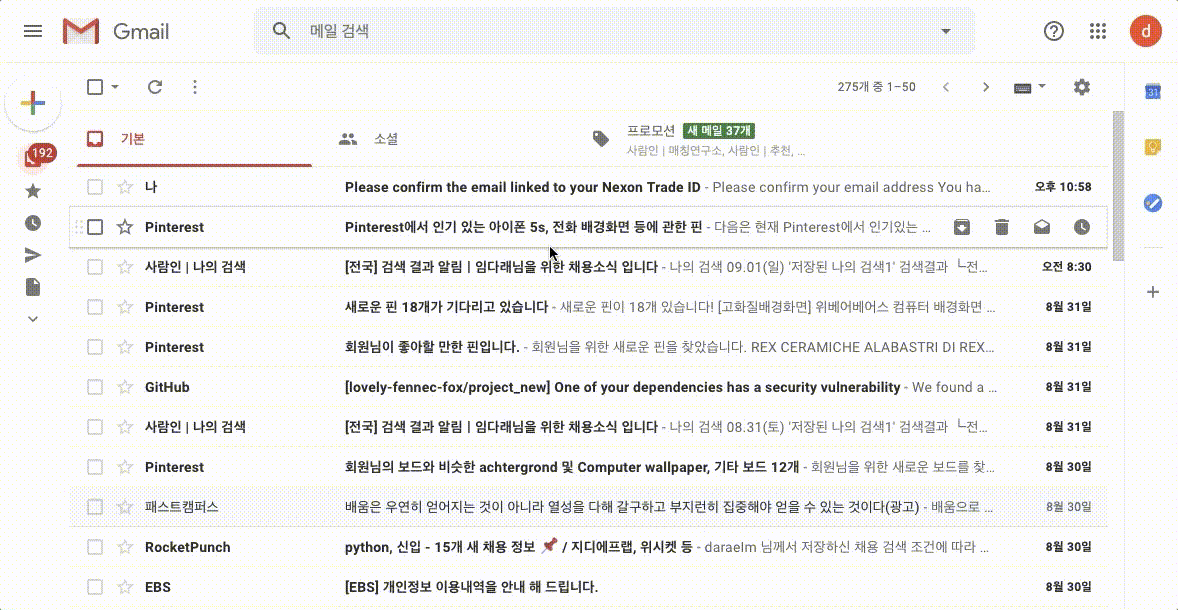 Gmail
메일 검색
d
275개 중 1–50
31
기본
소셜
프로모션 새 메일 37개
사람인 | 매칭연구소, 사람인 | 추천, ...
192
나 Please confirm the email linked to your Nexon Trade ID - Please confirm your email address You ha... 오후 10:58
Pinterest Pinterest에서 인기 있는 아이폰 5s, 전화 배경화면 등에 관한 핀 - 다음은 현재 Pinterest에서 인기있는 ...
사람인 | 나의 검색 [전국] 검색 결과 알림ㅣ임다래님을 위한 채용소식 입니다 - 나의 검색 09.01(일) '저장된 나의 검색1' 검색결과 ┗전... 오전 8:30
Pinterest 새로운 핀 18개가 기다리고 있습니다 - 새로운 핀이 18개 있습니다! [고화질배경화면] 위베어베어스 컴퓨터 배경화면 ... 8월 31일
Pinterest 회원님이 좋아할 만한 핀입니다. - 회원님을 위한 새로운 핀을 찾았습니다. REX CERAMICHE ALABASTRI DI REX... 8월 31일
GitHub [lovely-fennec-fox/project_new] One of your dependencies has a security vulnerability - We found a ... 8월 31일
사람인 | 나의 검색 [전국] 검색 결과 알림ㅣ임다래님을 위한 채용소식 입니다 - 나의 검색 08.31(토) '저장된 나의 검색1' 검색결과 ┗전... 8월 31일
Pinterest 회원님의 보드와 비슷한 achtergrond 및 Computer wallpaper, 기타 보드 12개 - 회원님을 위한 새로운 보드를 찾... 8월 30일
패스트캠퍼스 배움은 우연히 얻어지는 것이 아니라 열성을 다해 갈구하고 부지런히 집중해야 얻을 수 있는 것이다(광고) - 배움으로 ... 8월 30일
RocketPunch python, 신입 - 15개 새 채용 정보 📌 / 지디에프랩, 위시켓 등 - daraelm 님께서 저장하신 채용 검색 조건에 따라 ... 8월 30일
EBS [EBS] 개인정보 이용내역을 안내 해 드립니다. 8월 30일